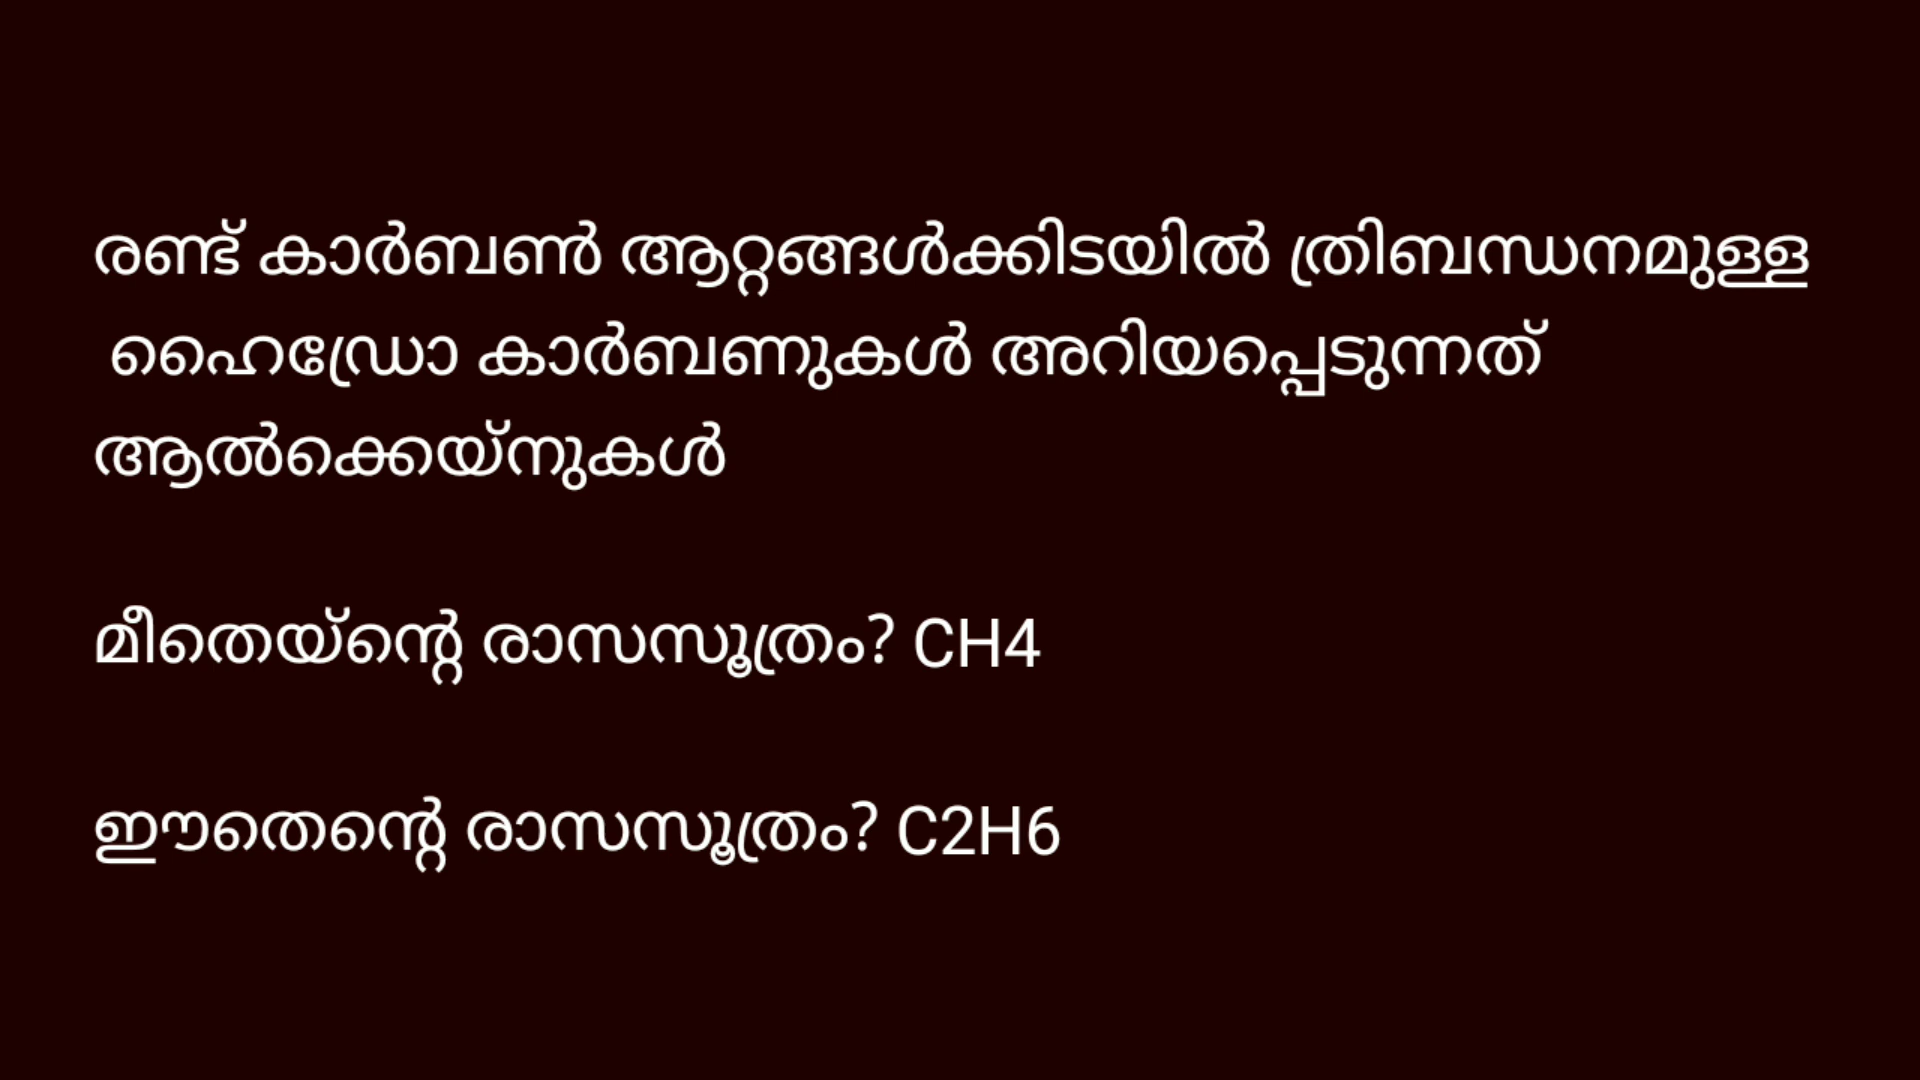 രണ്ട് കാർബൺ ആറ്റങ്ങൾക്കിടയിൽ ത്രിബന്ധനമുള്ള
ഹൈഡ്രോ കാർബണുകൾ അറിയപ്പെടുന്നത്
ആൽക്കെയ്നുകൾ
മീതെയ്ന്റെ രാസസൂത്രം? CH4
ഈതെന്റെ രാസസൂത്രം? C2H6